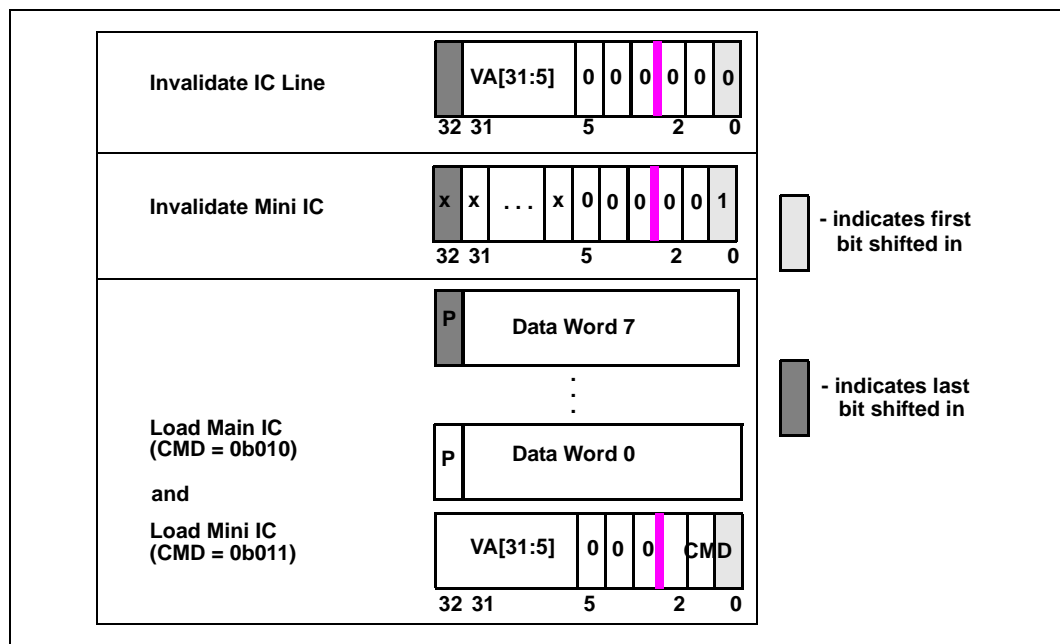 Invalidate IC Line
VA[31:5] 0 0 0 0 0 0
32 31 5 2 0
Invalidate Mini IC
x x . . . x 0 0 0 0 0 1
32 31 5 2 0
- indicates first
bit shifted in
P Data Word 7
.
.
.
- indicates last
bit shifted in
Load Main IC
(CMD = 0b010)
P Data Word 0
and
Load Mini IC
(CMD = 0b011)
VA[31:5] 0 0 0 CMD
32 31 5 2 0